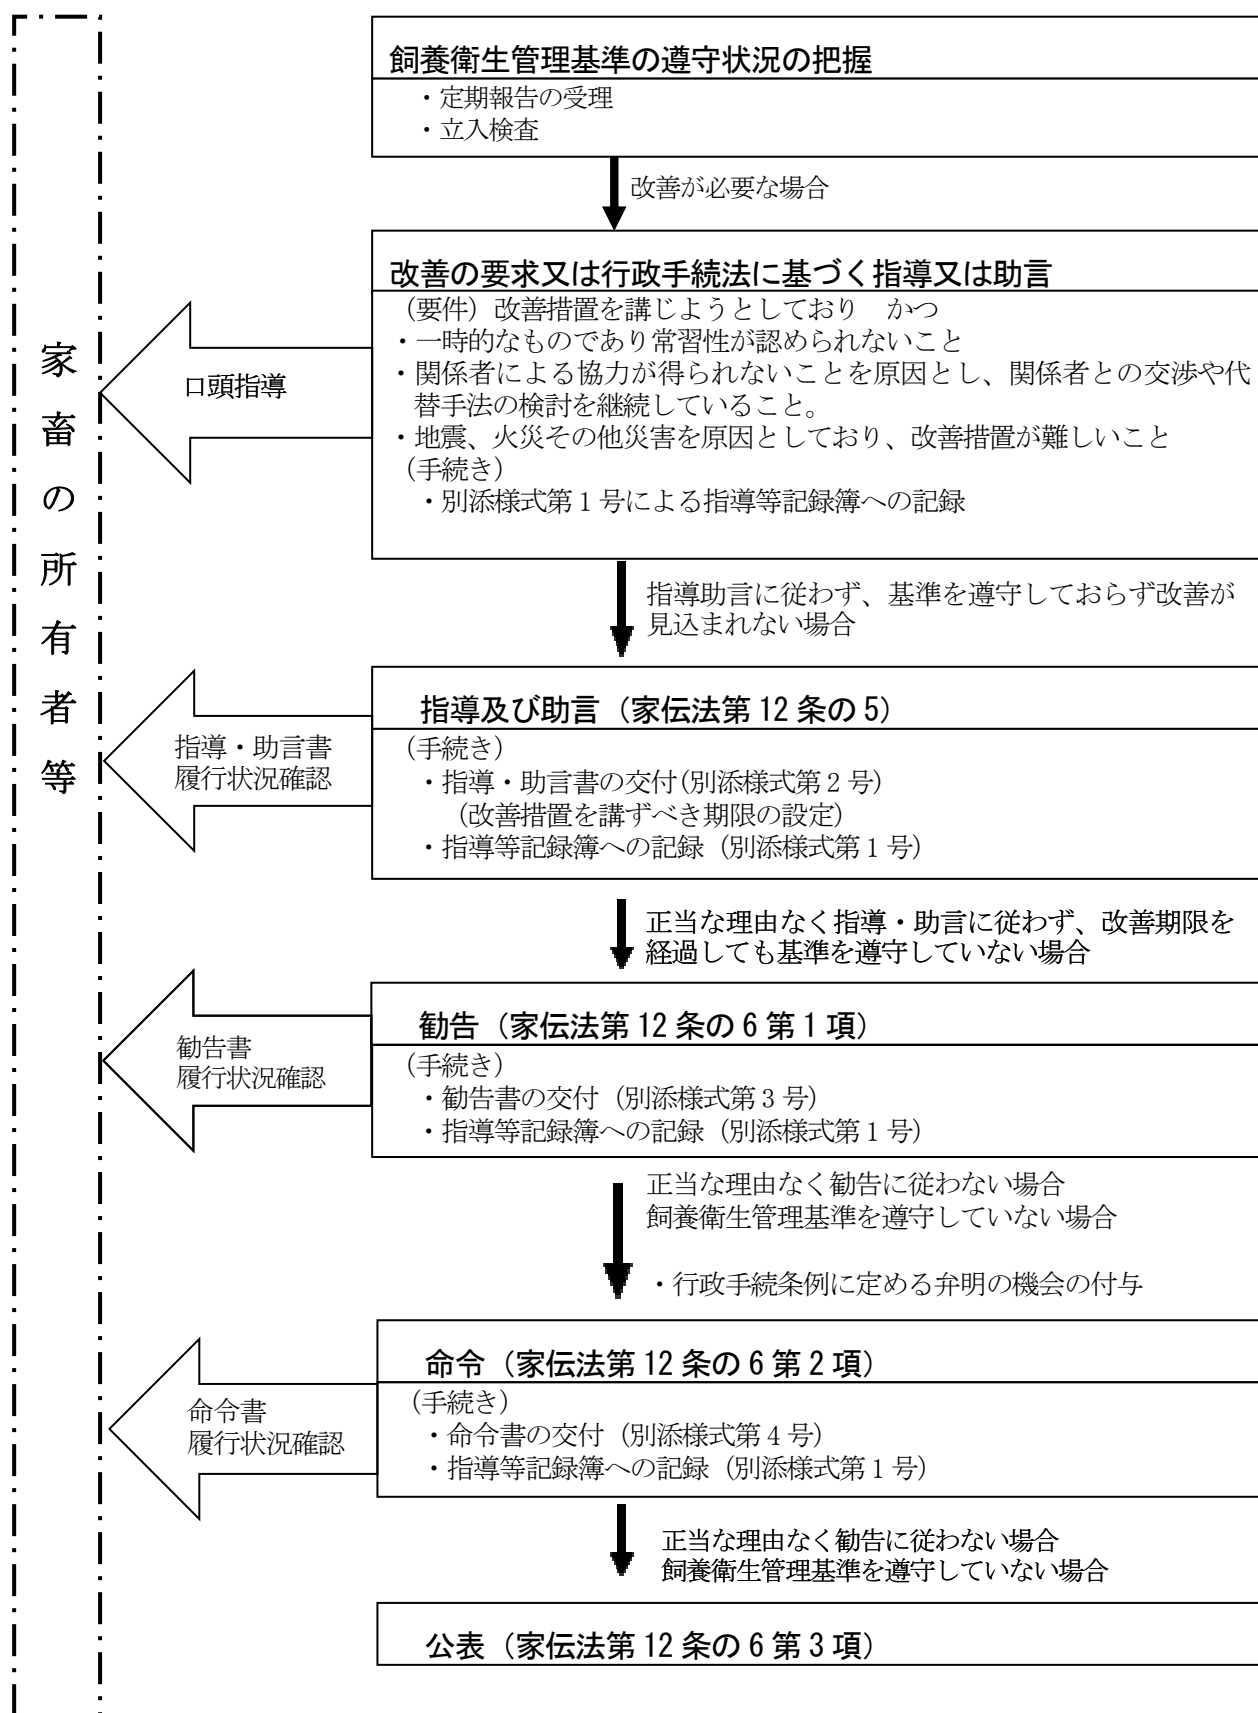 飼養衛生管理基準の遵守状況の把握
・定期報告の受理
・立入検査
改善が必要な場合
改善の要求又は行政手続法に基づく指導又は助言
（要件）改善措置を講じようとしており　かつ
・一時的なものであり常習性が認められないこと
・関係者による協力が得られないことを原因とし、関係者との交渉や代
替手法の検討を継続していること。
・地震、火災その他災害を原因としており、改善措置が難しいこと
（手続き）
・別添様式第１号による指導等記録簿への記録
口頭指導
家畜の所有者等
指導助言に従わず、基準を遵守しておらず改善が
見込まれない場合
指導及び助言（家伝法第 12 条の 5）
（手続き）
・指導・助言書の交付(別添様式第２号)
（改善措置を講ずべき期限の設定）
・指導等記録簿への記録（別添様式第１号）
指導・助言書
履行状況確認
正当な理由なく指導・助言に従わず、改善期限を
経過しても基準を遵守していない場合
勧告（家伝法第 12 条の 6 第 1 項）
（手続き）
・勧告書の交付（別添様式第３号）
・指導等記録簿への記録（別添様式第１号）
勧告書
履行状況確認
正当な理由なく勧告に従わない場合
飼養衛生管理基準を遵守していない場合
・行政手続条例に定める弁明の機会の付与
命令（家伝法第 12 条の 6 第 2 項）
（手続き）
・命令書の交付（別添様式第４号）
・指導等記録簿への記録（別添様式第１号）
命令書
履行状況確認
正当な理由なく勧告に従わない場合
飼養衛生管理基準を遵守していない場合
公表（家伝法第 12 条の 6 第 3 項）